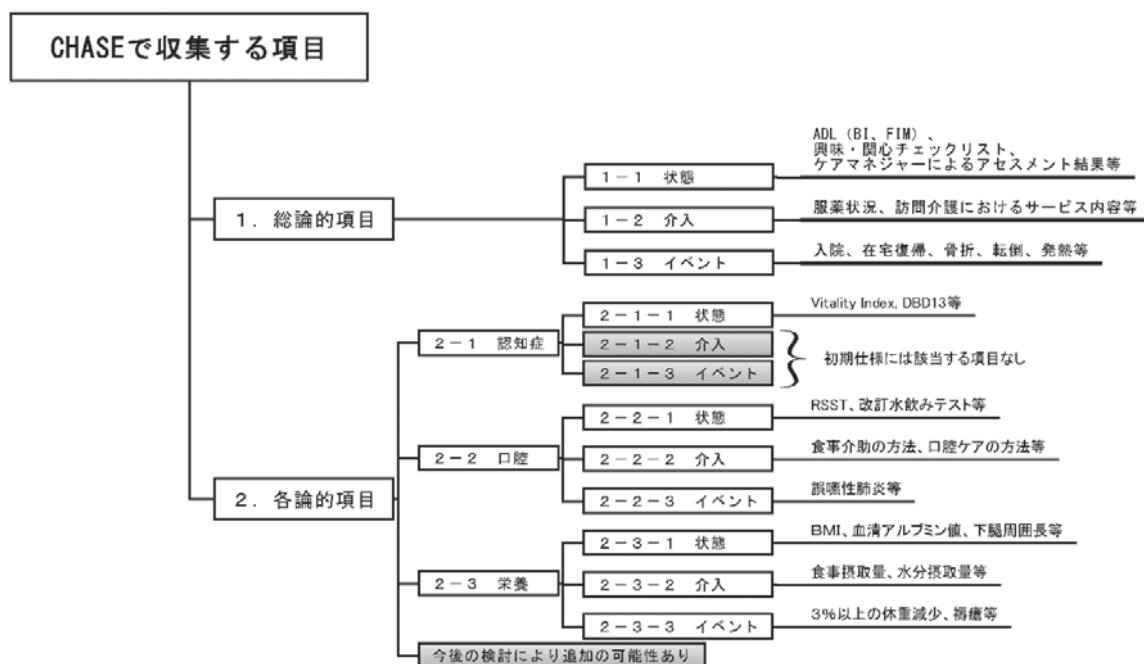 CHASEで収集する項目
1. 総論的項目
1－1 状態
ADL（BI、FIM）、
興味・関心チェックリスト、
ケアマネジャーによるアセスメント結果等
1－2 介入
服薬状況、訪問介護におけるサービス内容等
1－3 イベント
入院、在宅復帰、骨折、転倒、発熱等
2. 各論的項目
2－1 認知症
2－1－1 状態
Vitality Index, DBD13等
2－1－2 介入
2－1－3 イベント
初期仕様には該当する項目なし
2－2 口腔
2－2－1 状態
RSST、改訂水飲みテスト等
2－2－2 介入
食事介助の方法、口腔ケアの方法等
2－2－3 イベント
誤嚥性肺炎等
2－3 栄養
2－3－1 状態
BMI、血清アルブミン値、下腿周囲長等
2－3－2 介入
食事摂取量、水分摂取量等
2－3－3 イベント
3%以上の体重減少、褥瘡等
今後の検討により追加の可能性あり